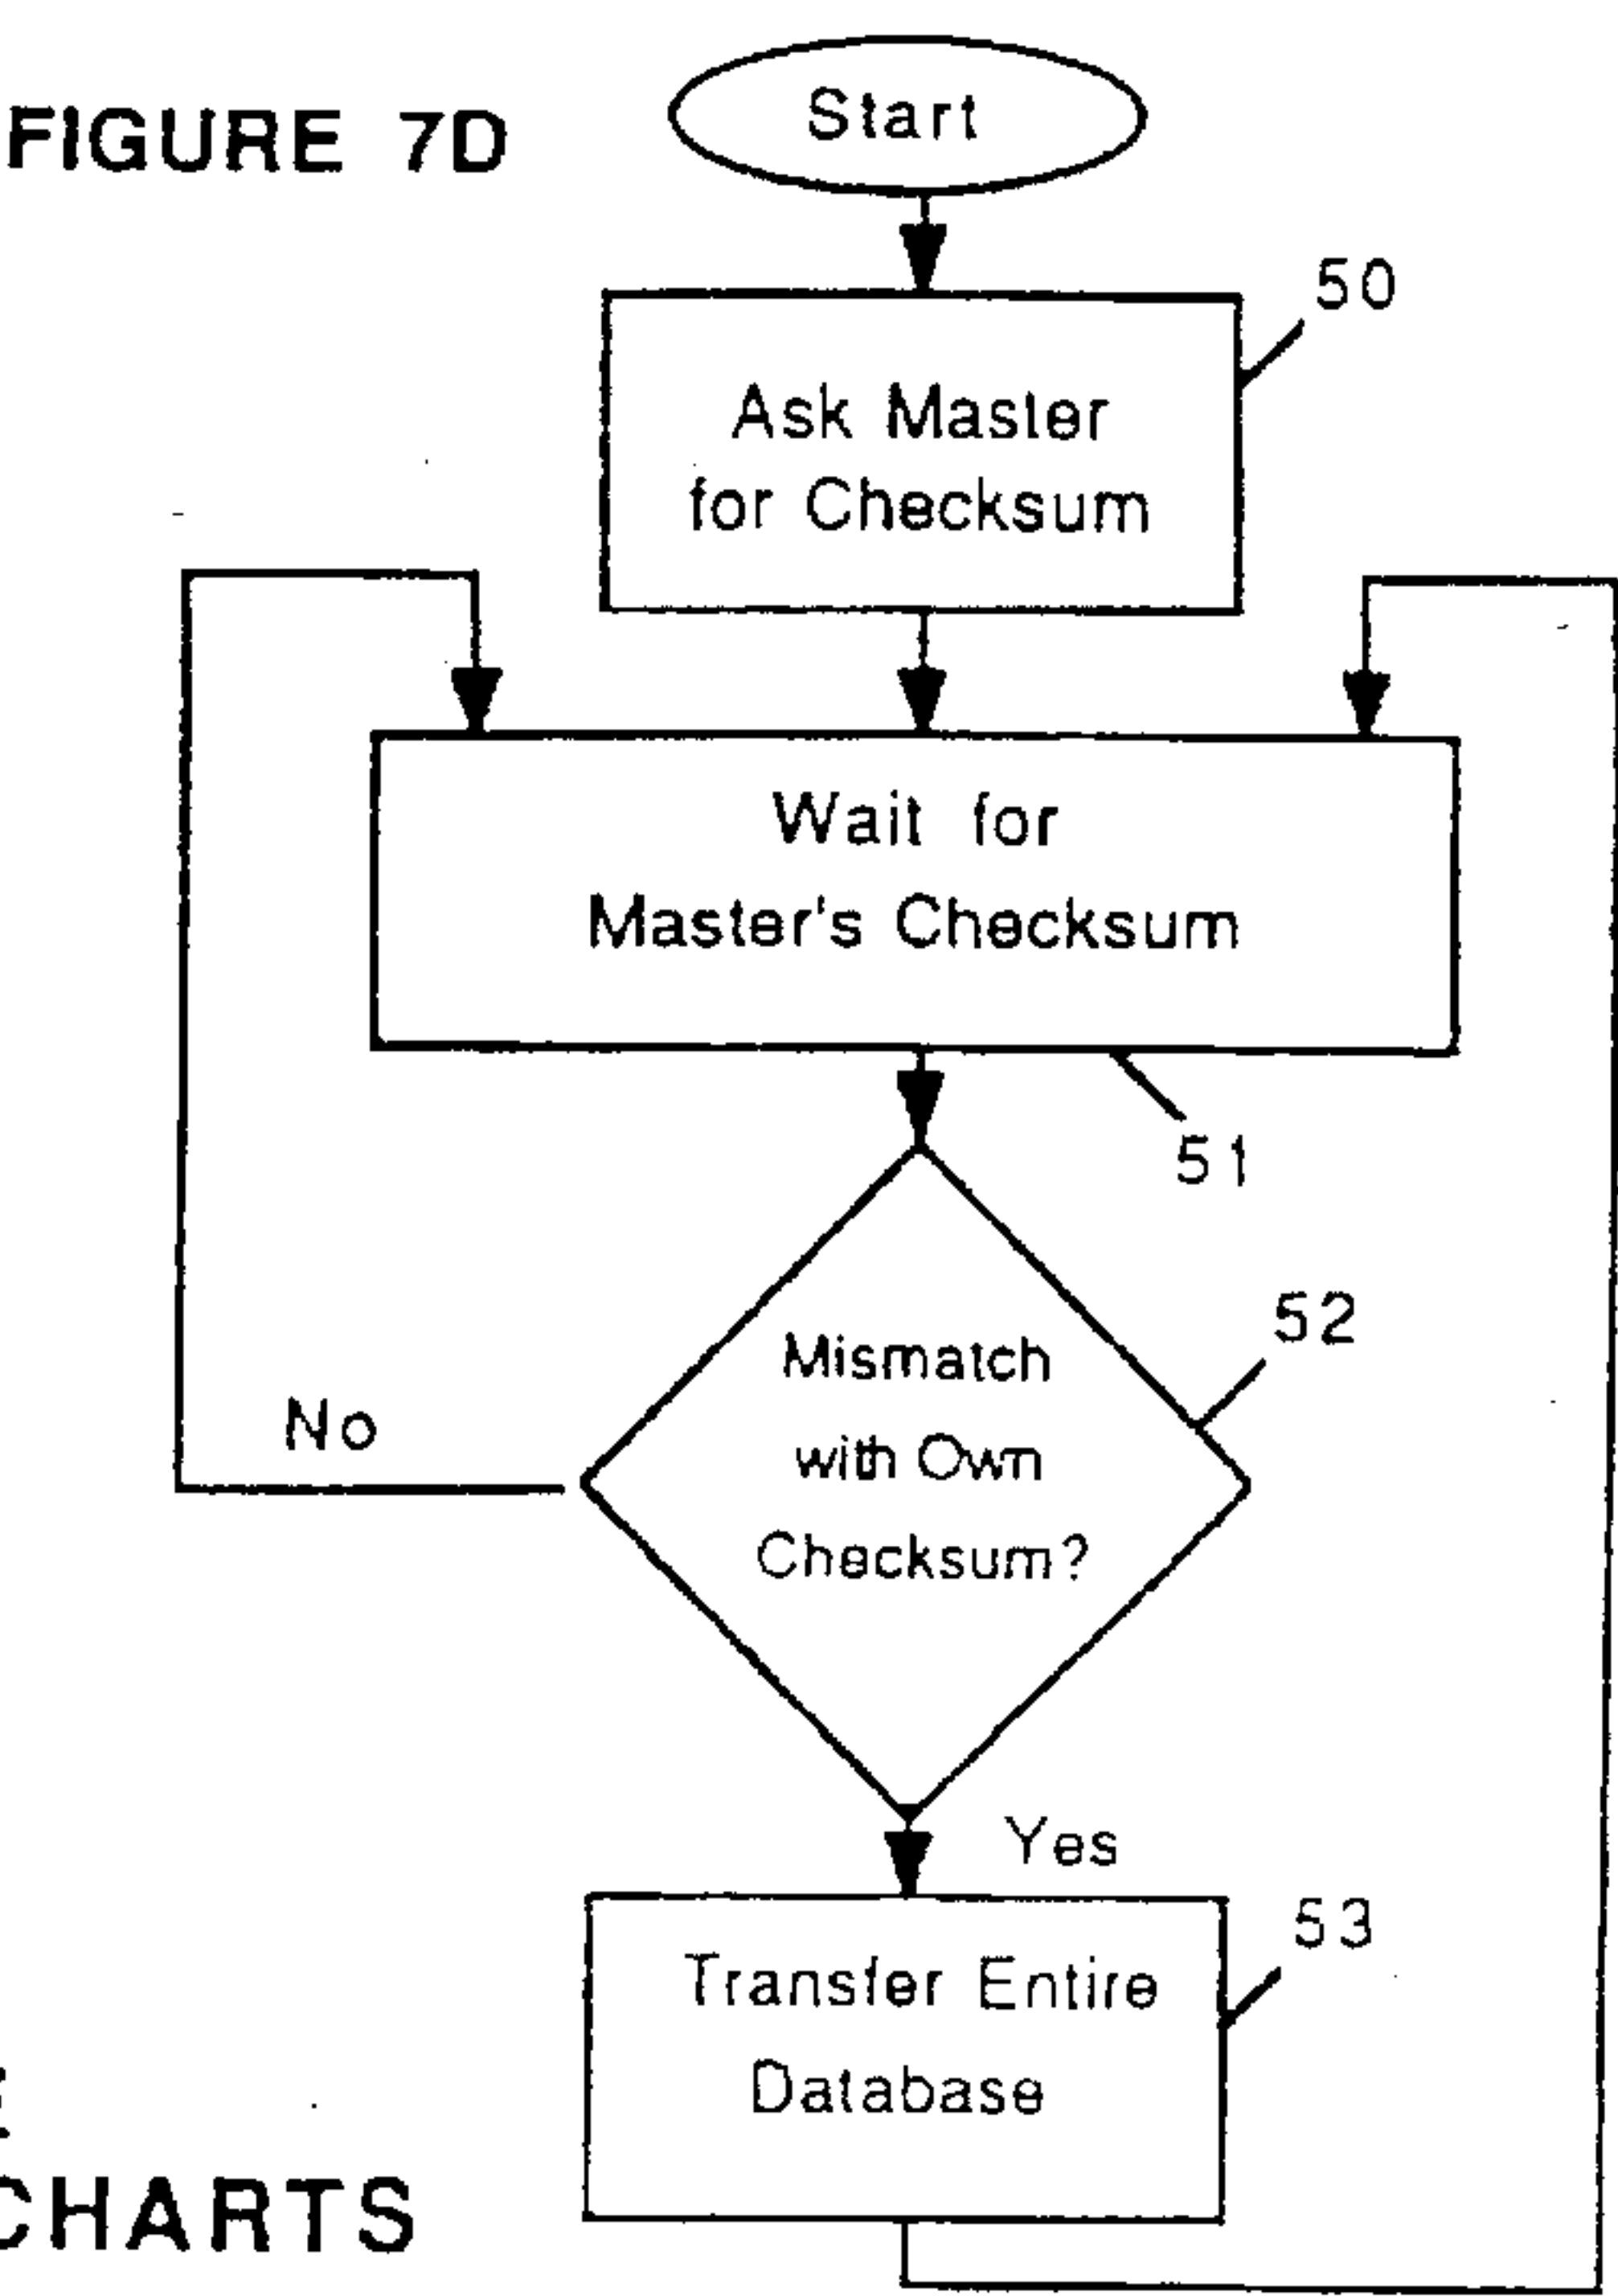 FIGURE 7D
Start
50
Ask Master
for Checksum
Wait for
Master's Checksum
51
52
Mismatch
with Own
Checksum?
No
Yes
53
Transfer Entire
Database
CHARTS